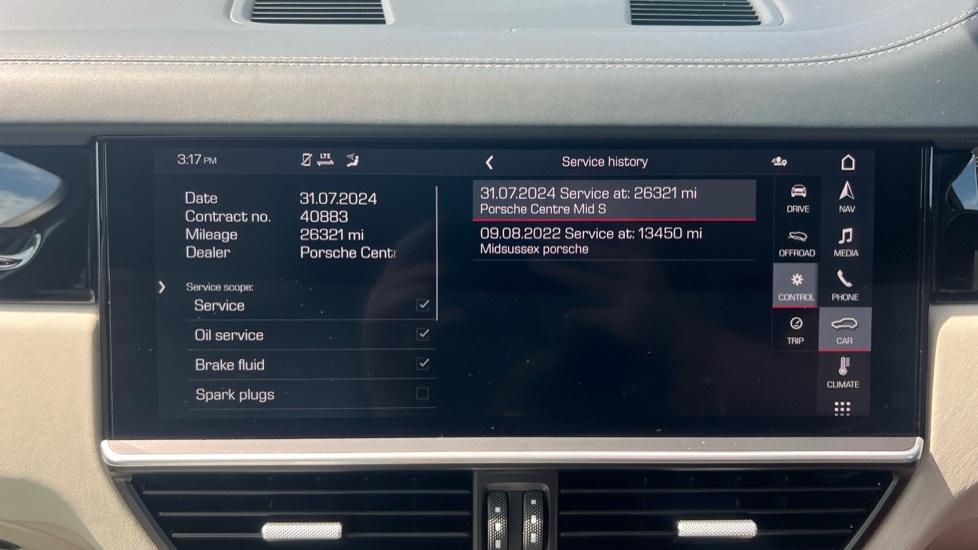 3:17 PM
LTE
Service history
Date 31.07.2024
Contract no. 40883
Mileage 26321 mi
Dealer Porsche Cent
Service scope:
Service
Oil service
Brake fluid
Spark plugs
31.07.2024 Service at: 26321 mi
Porsche Centre Mid S
09.08.2022 Service at: 13450 mi
Midsussex porsche
DRIVE
NAV
OFFROAD
MEDIA
CONTROL
PHONE
TRIP
CAR
CLIMATE